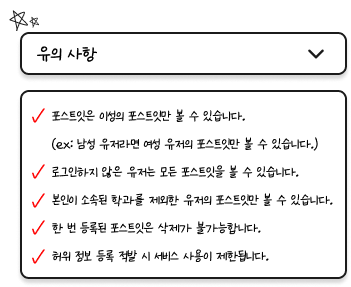 유의 사항
포스트잇은 이성의 포스트잇만 볼 수 있습니다.
(ex: 남성 유저라면 여성 유저의 포스트잇만 볼 수 있습니다.)
로그인하지 않은 유저는 모든 포스트잇을 볼 수 있습니다.
본인이 소속된 학과를 제외한 유저의 포스트잇만 볼 수 있습니다.
한 번 등록된 포스트잇은 삭제가 불가능합니다.
허위 정보 등록 적발 시 서비스 사용이 제한됩니다.